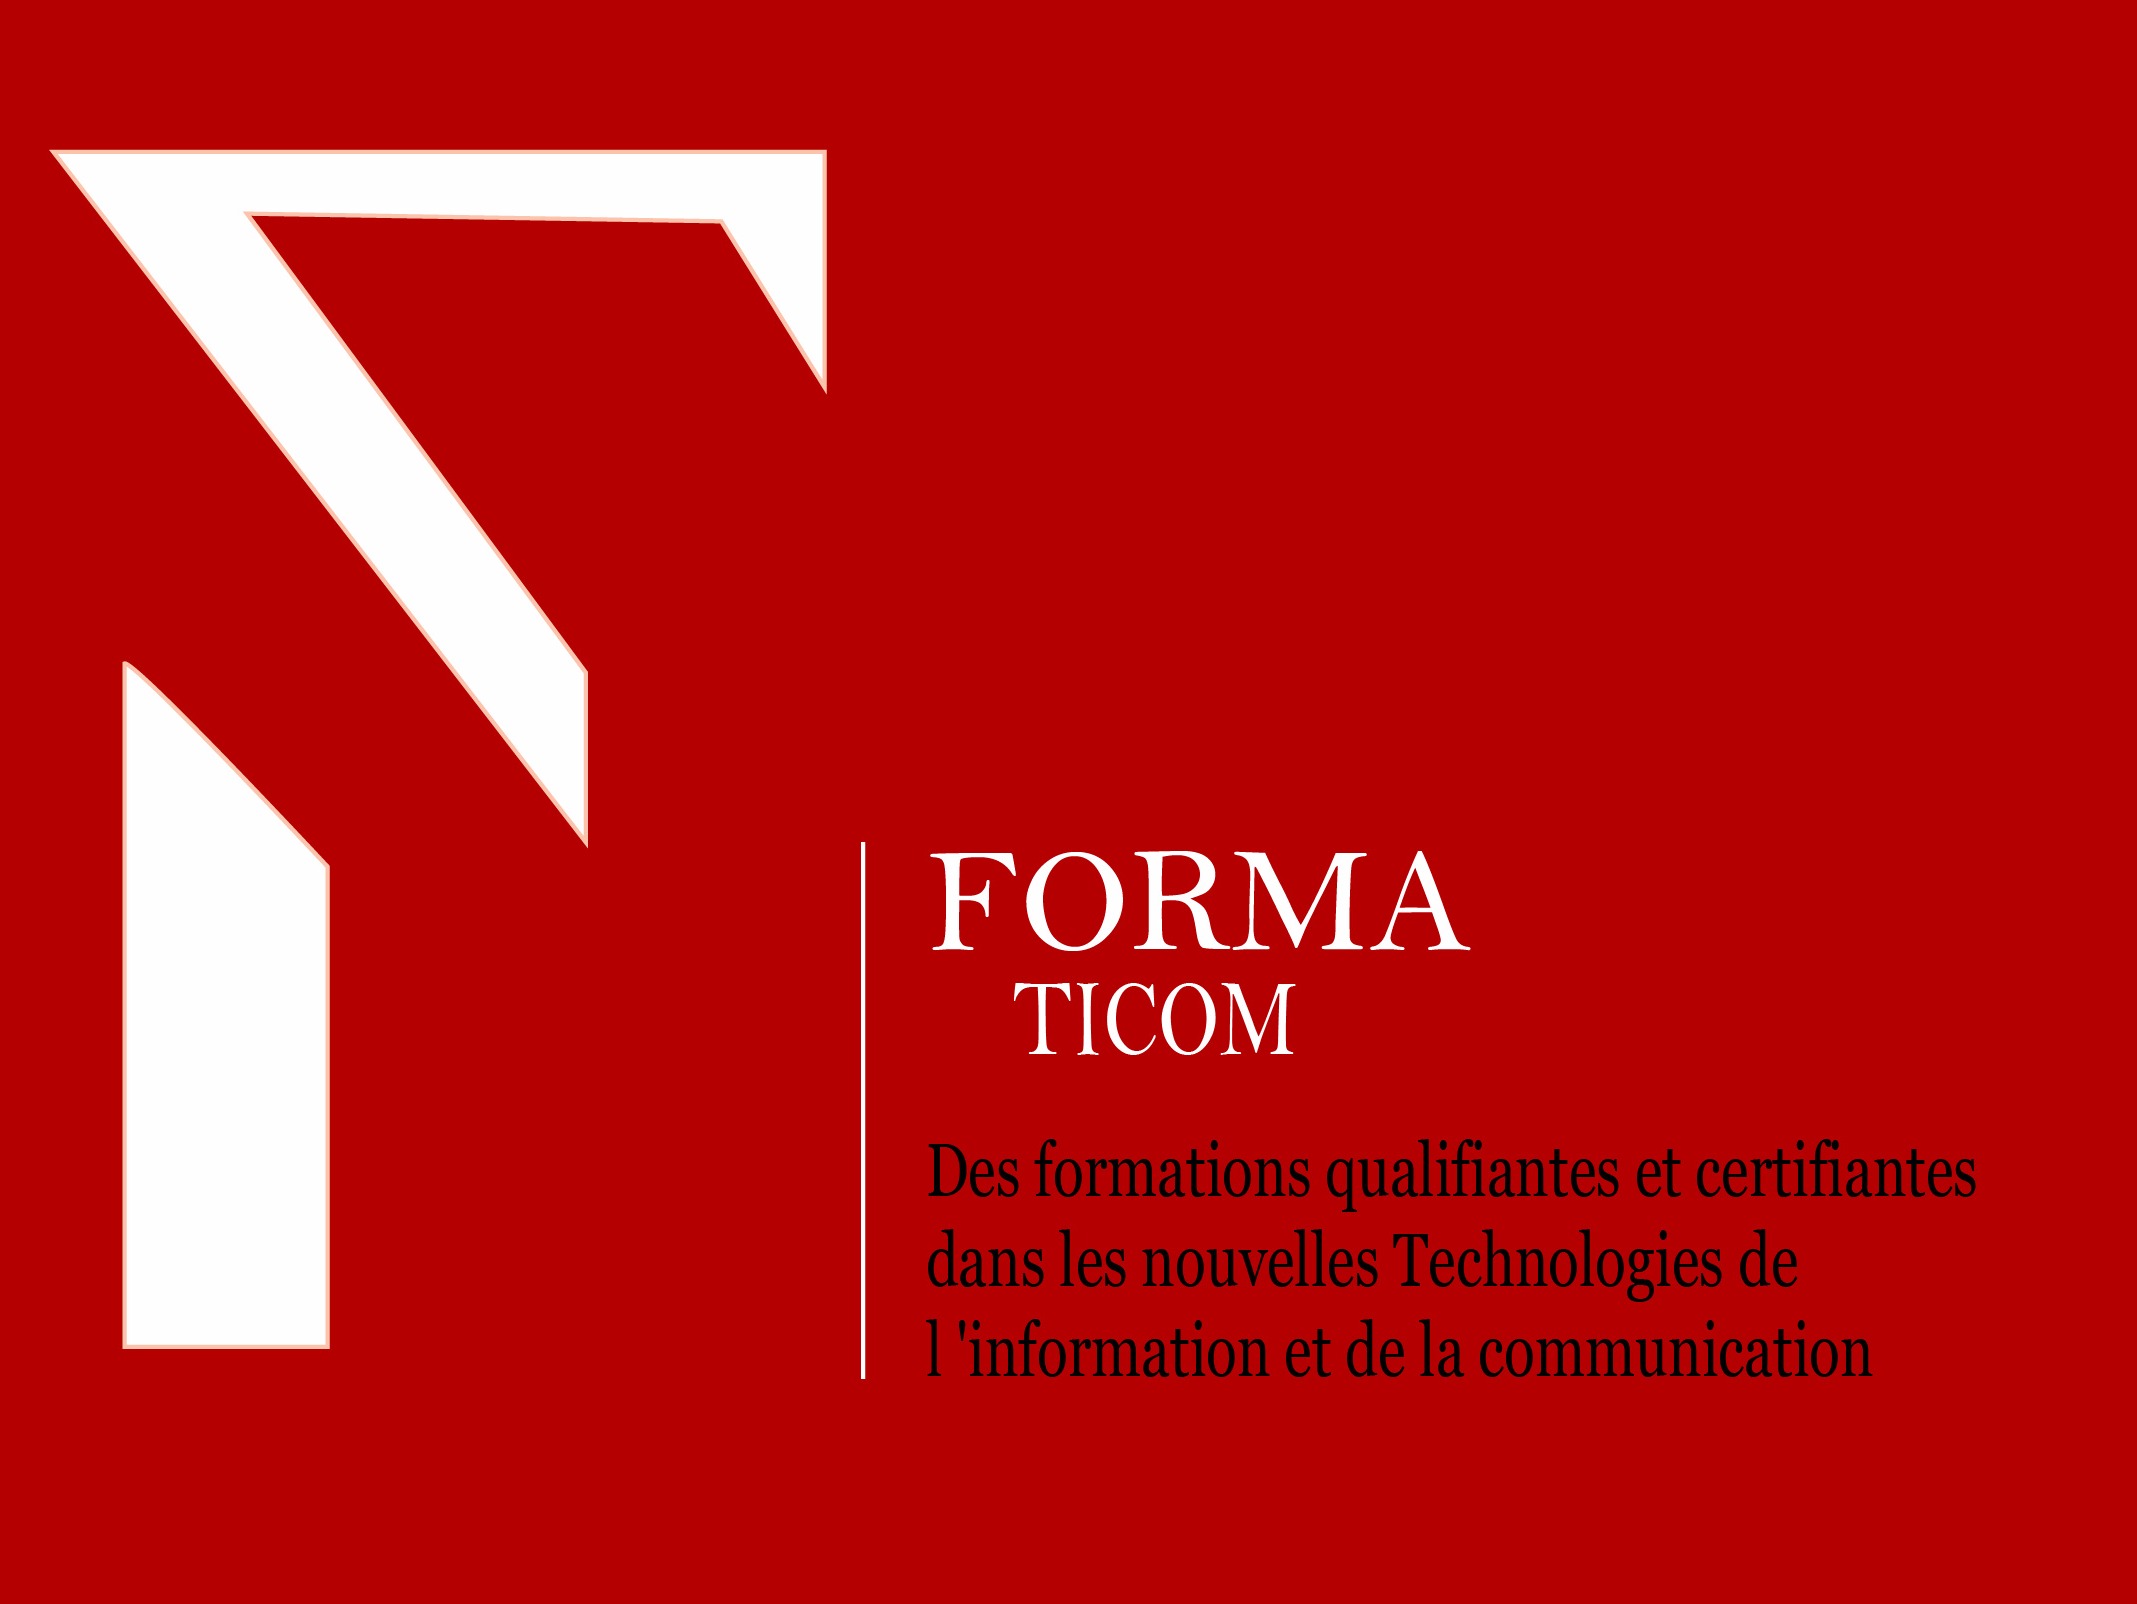 FORMA
TICOM
Des formations qualifiantes et certifiantes
dans les nouvelles Technologies de
l 'information et de la communication